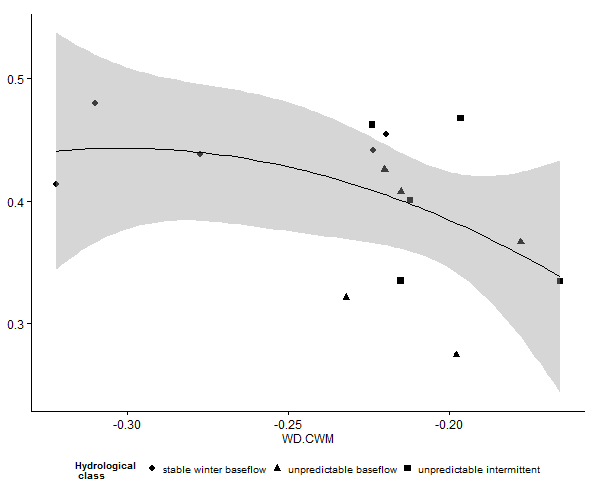 0.5
0.4
0.3
-0.30 -0.25 -0.20
WD.CWM
Hydrological
class
stable winter baseflow unpredictable baseflow unpredictable intermittent